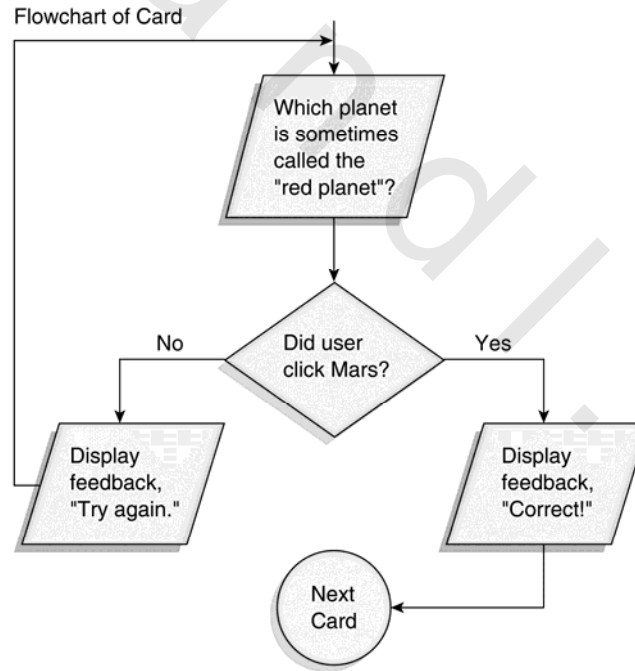 Flowchart of Card
Which planet
is sometimes
called the
"red planet"?
Did user
click Mars?
No
Yes
Display
feedback,
"Try again."
Display
feedback,
"Correct!"
Next
Card